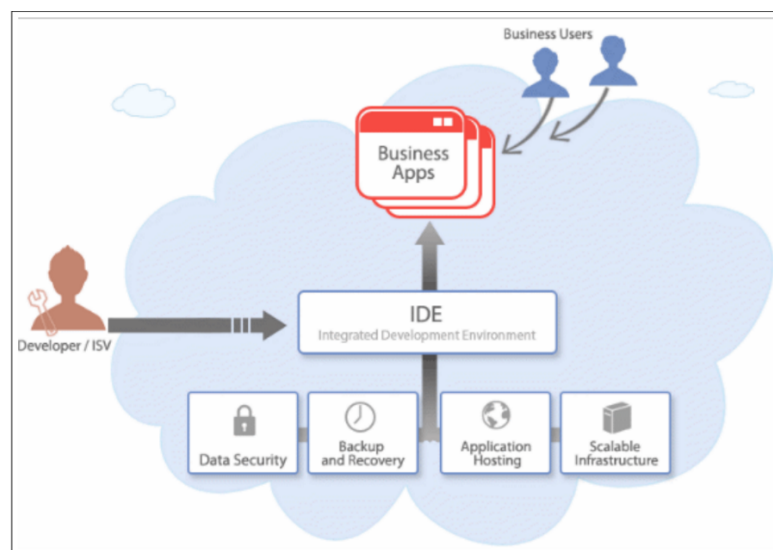 Business Users
Business
Apps
IDE
Integrated Development Environment
Developer / ISV
Data Security
Backup
and Recovery
Application
Hosting
Scalable
Infrastructure